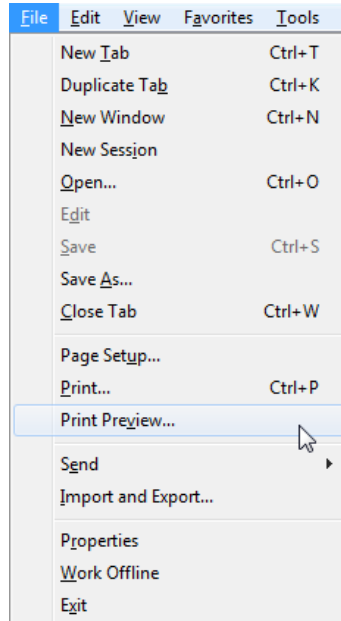 File Edit View Favorites Tools
New Tab Ctrl+T
Duplicate Tab Ctrl+K
New Window Ctrl+N
New Session
Open... Ctrl+O
Edit
Save Ctrl+S
Save As...
Close Tab Ctrl+W
Page Setup...
Print... Ctrl+P
Print Preview...
Send
Import and Export...
Properties
Work Offline
Exit